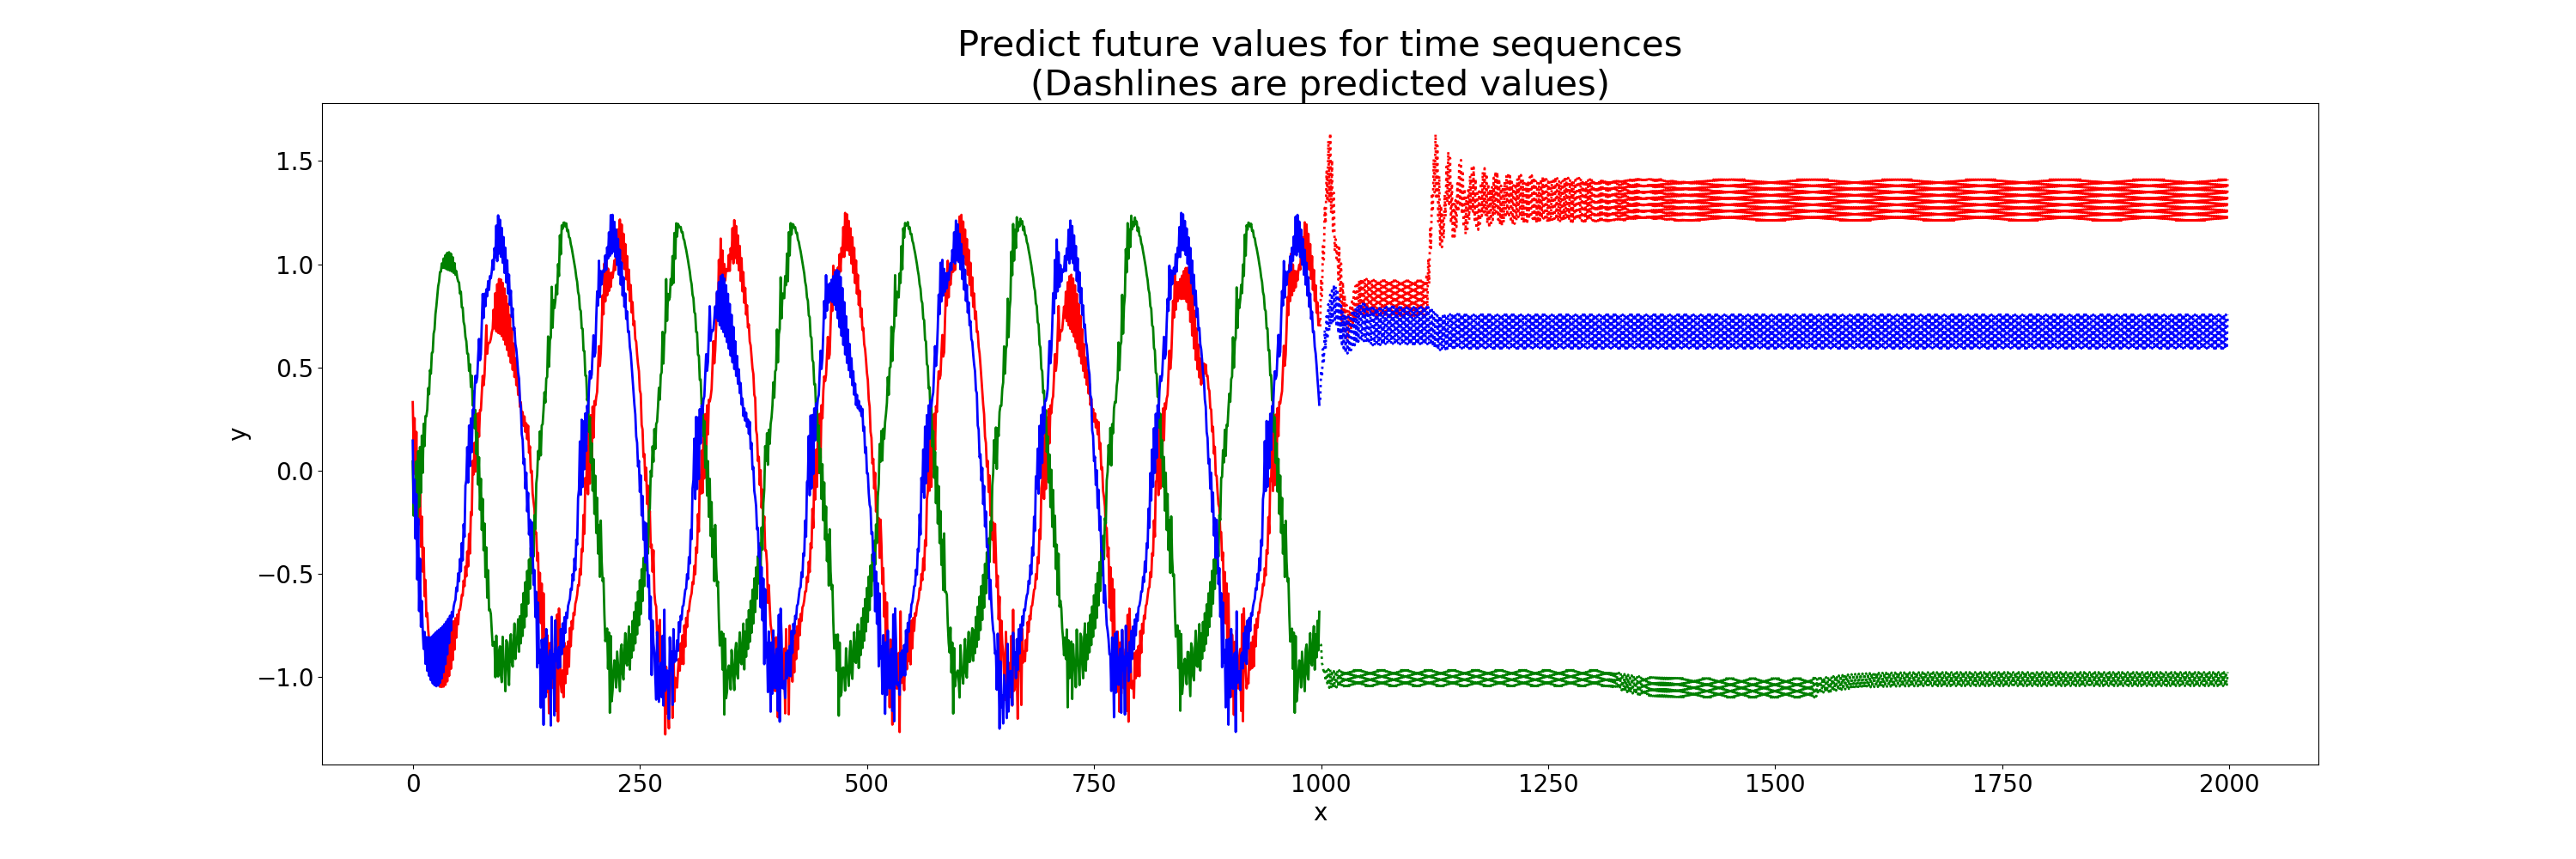 Predict future values for time sequences
(Dashlines are predicted values)
1.5
1.0
0.5
0.0
−0.5
−1.0
y
0 250 500 750 1000 1250 1500 1750 2000
x